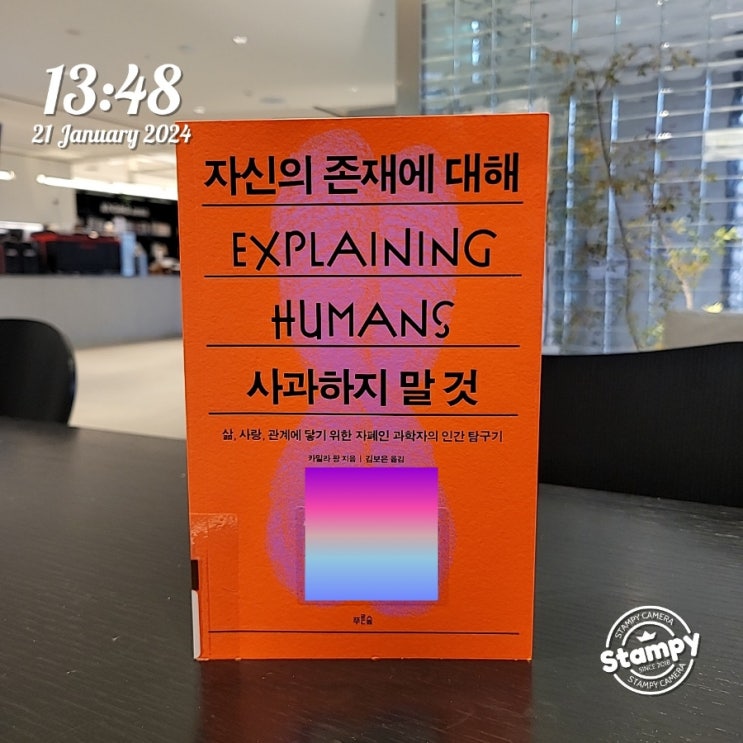 13:48
21 January 2024
자신의 존재에 대해
EXPLAINING
HUMANS
사과하지 말 것
삶, 사랑, 관계에 닿기 위한 자폐인 과학자의 인간 탐구기
카밀라 팡 지음 | 김보은 옮김
푸른숲
STAMPY CAMERA
Stampy
SINCE 2018
STAMPY CAMERA